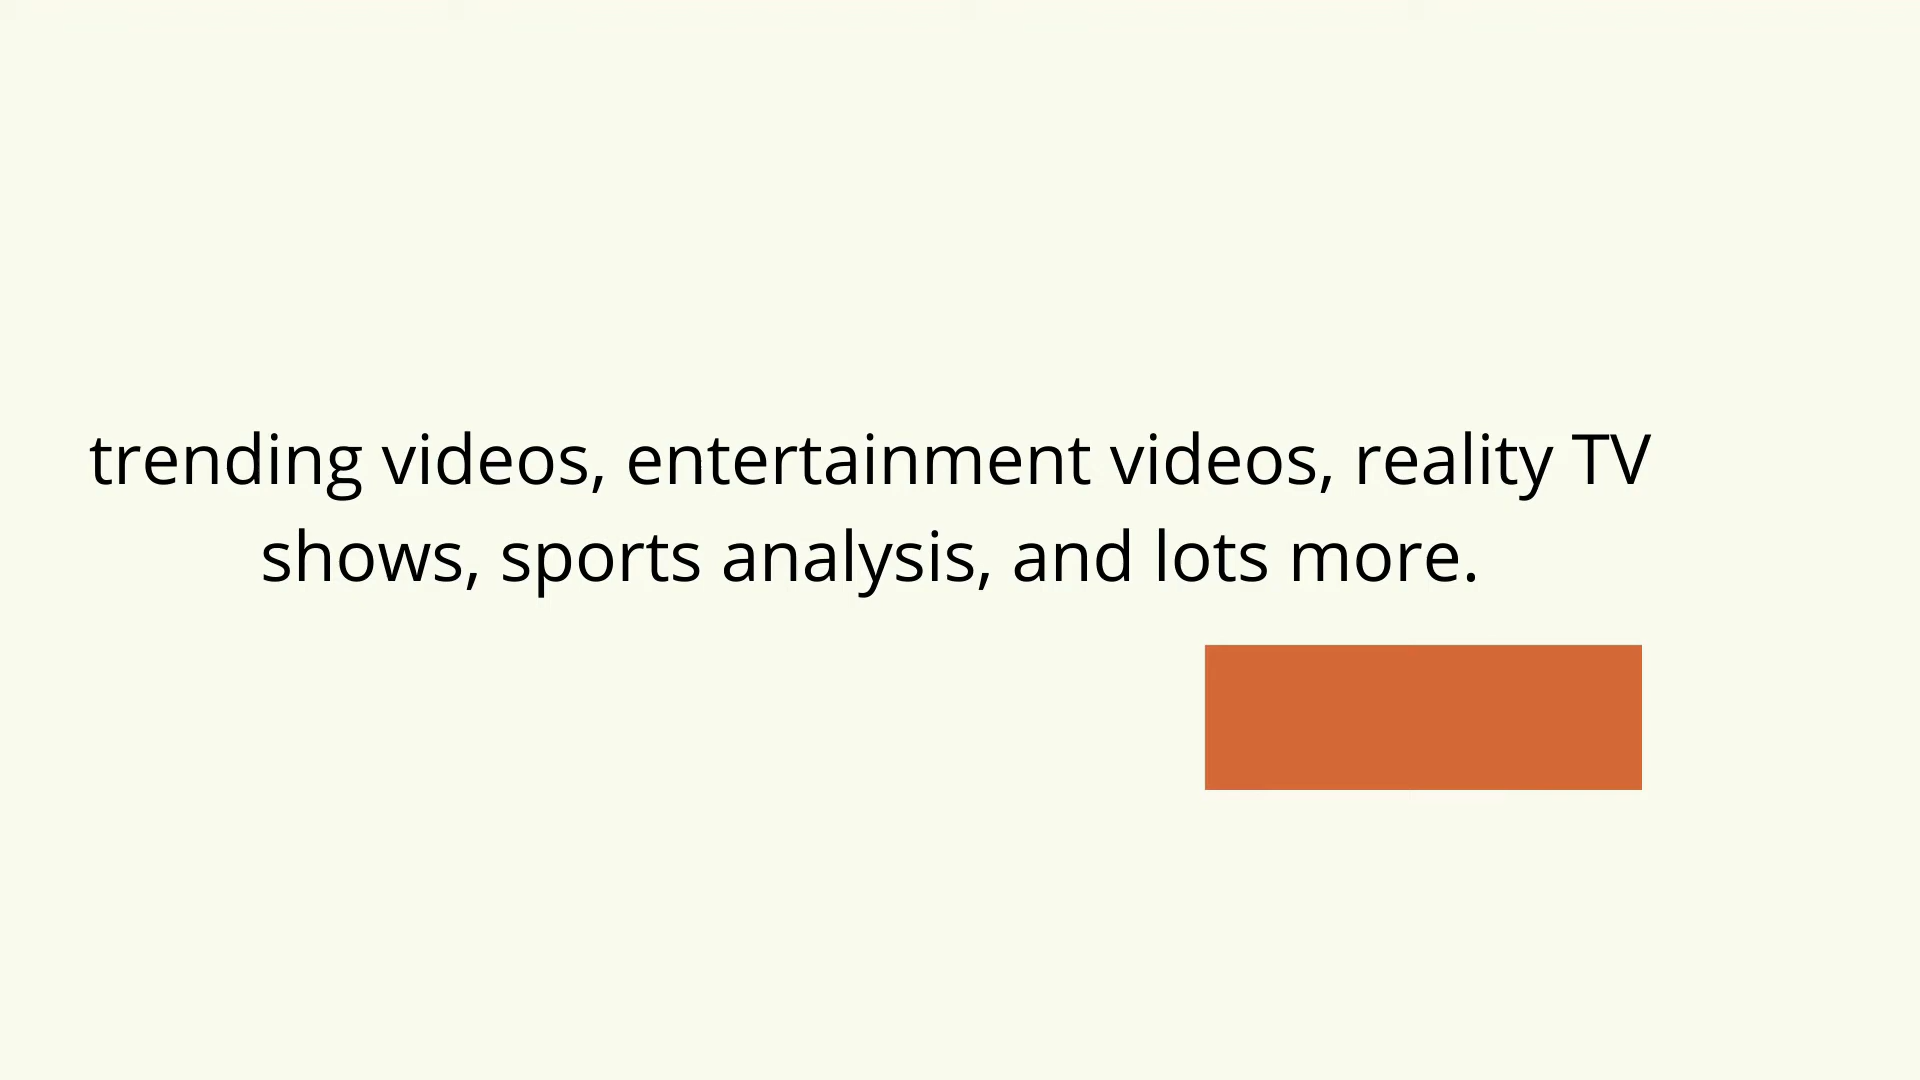 trending videos, entertainment videos, reality TV
shows, sports analysis, and lots more.